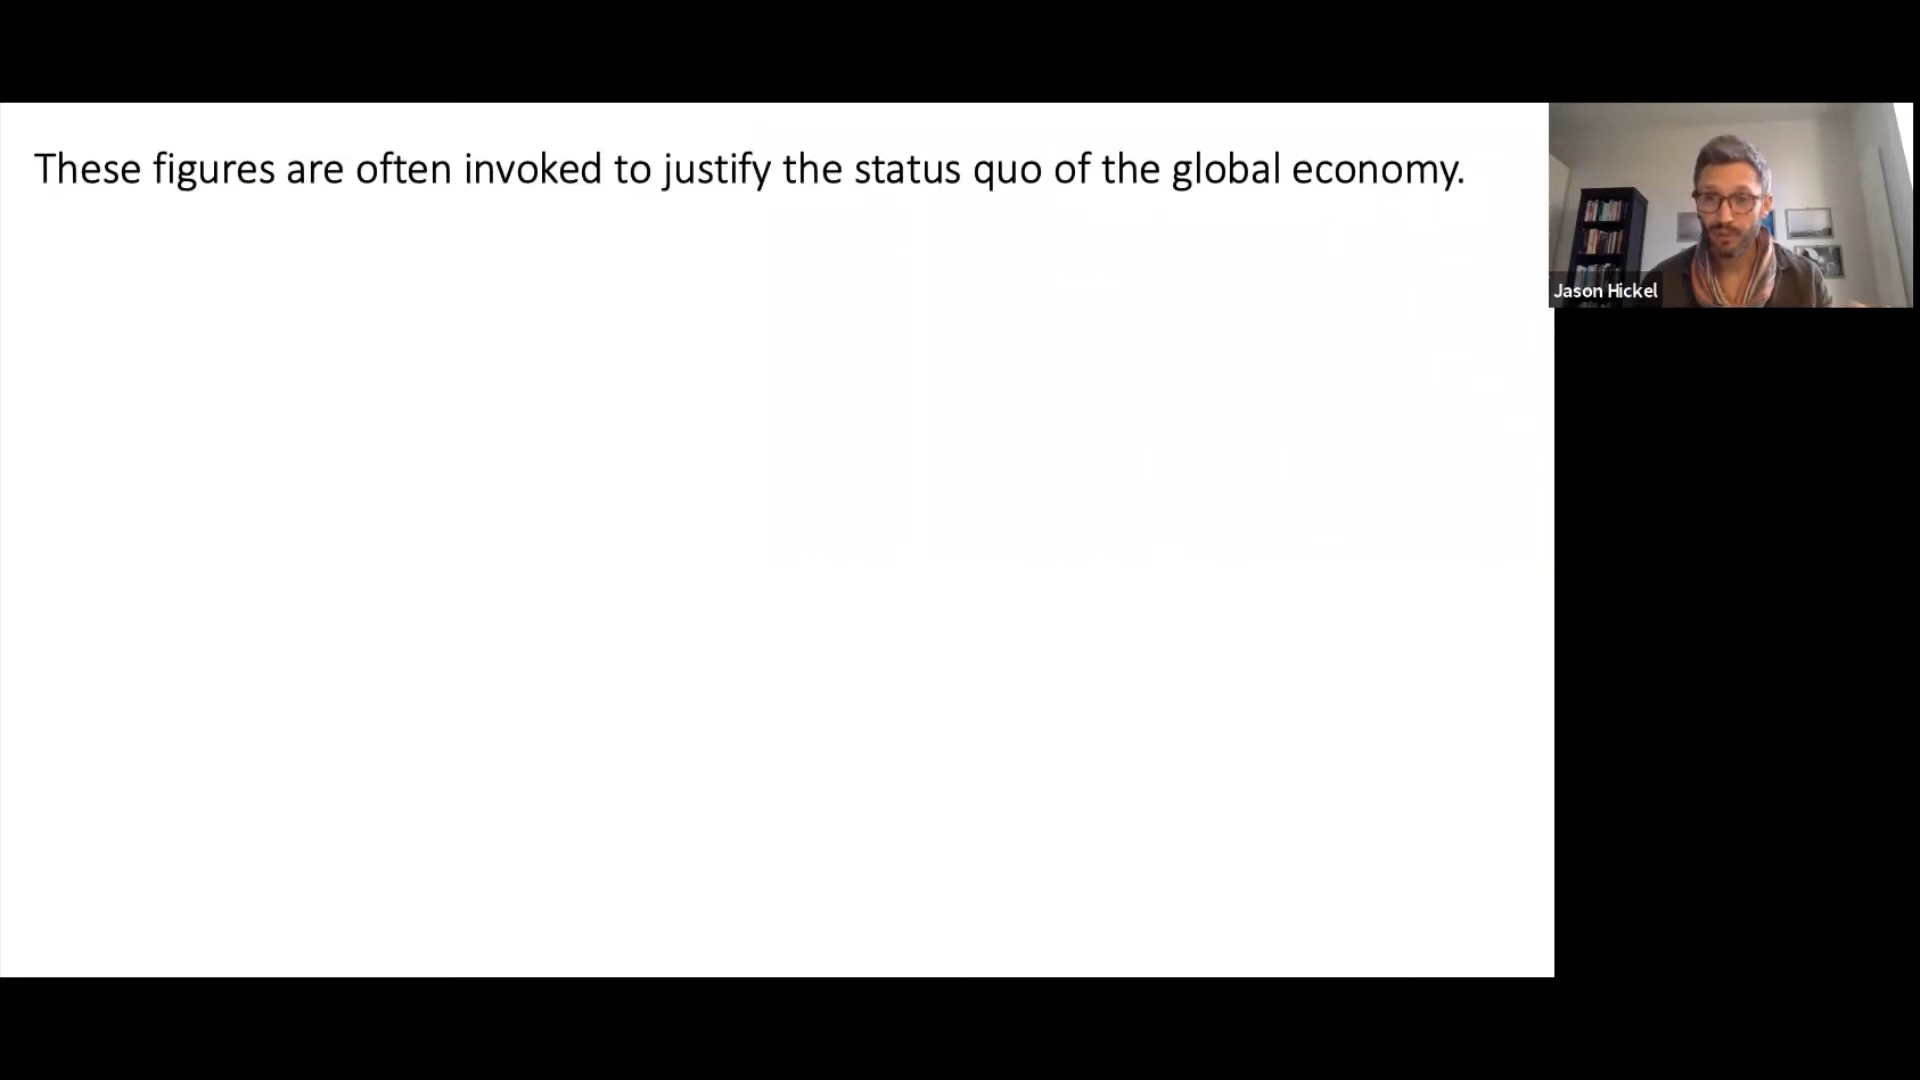 These figures are often invoked to justify the status quo of the global economy.
Jason Hickel